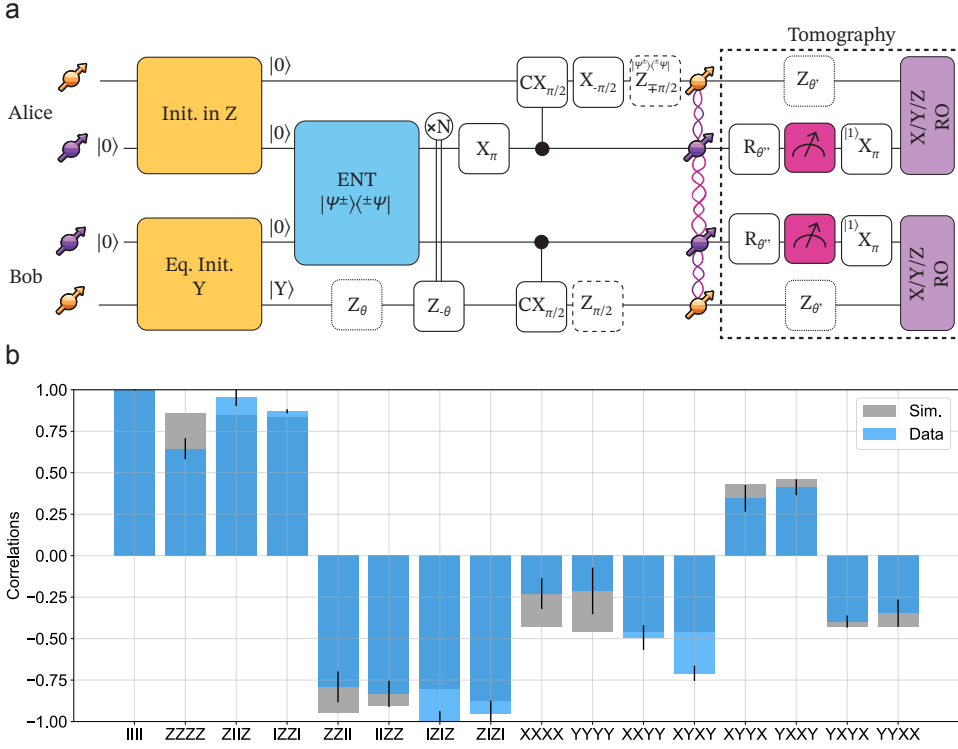 a
Tomography
|0⟩
CXπ/2
X-π/2
|Ψ±⟩⟨±Ψ|
Z∓π/2
Zθ'
Alice
Init. in Z
X/Y/Z
RO
|0⟩
|0⟩
×N
Xπ
Rθ''
|1⟩
Xπ
ENT
|Ψ±⟩⟨±Ψ|
|0⟩
|0⟩
Rθ''
|1⟩
Xπ
Bob
Eq. Init.
Y
X/Y/Z
RO
|Y⟩
Zθ
Z-θ
CXπ/2
Zπ/2
Zθ'
b
1.00
0.75
0.50
0.25
0.00
−0.25
−0.50
−0.75
−1.00
Correlations
Sim.
Data
IIII ZZZZ ZIIZ IZZI ZZII IIZZ IZIZ ZIZI XXXX YYYY XXYY XYXY XYYX YXXY YXYX YYXX